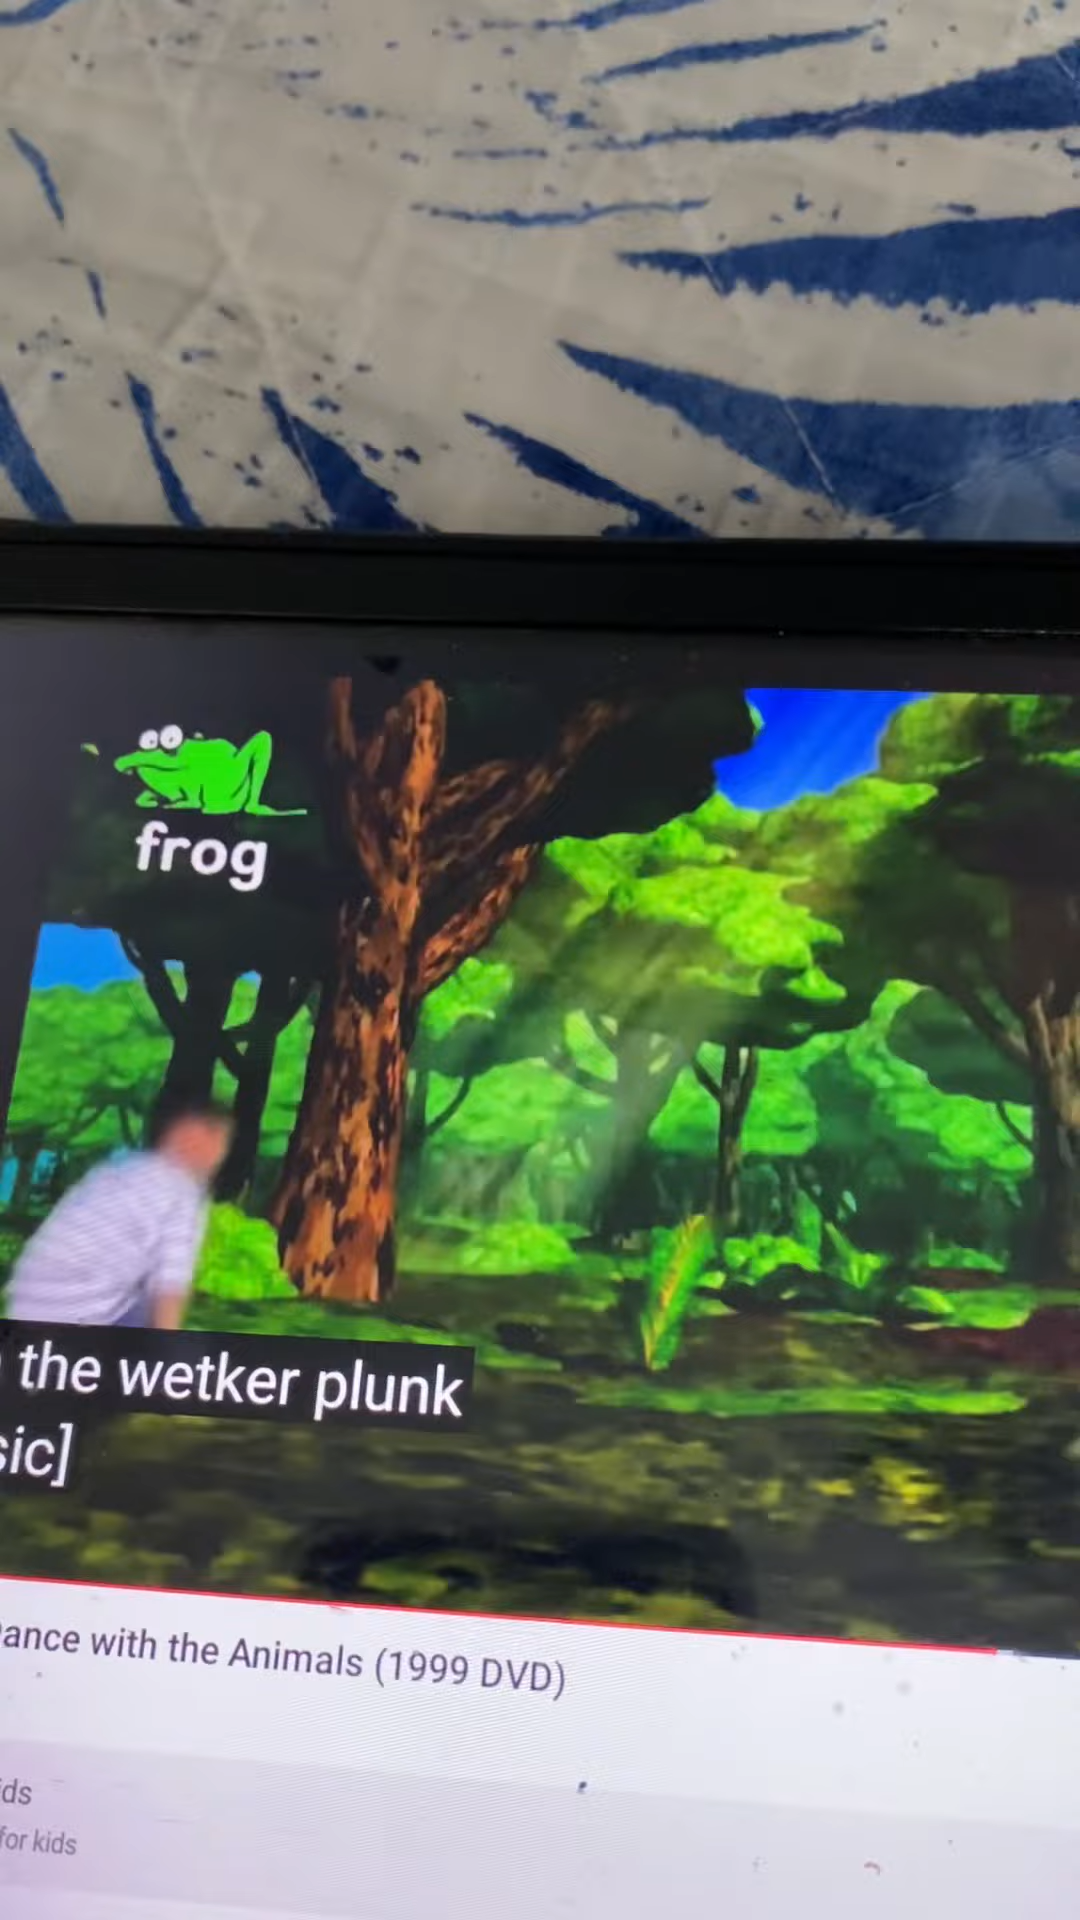 frog
the wetker plunk
sic]
ance with the Animals (1999 DVD)
ds
for kids